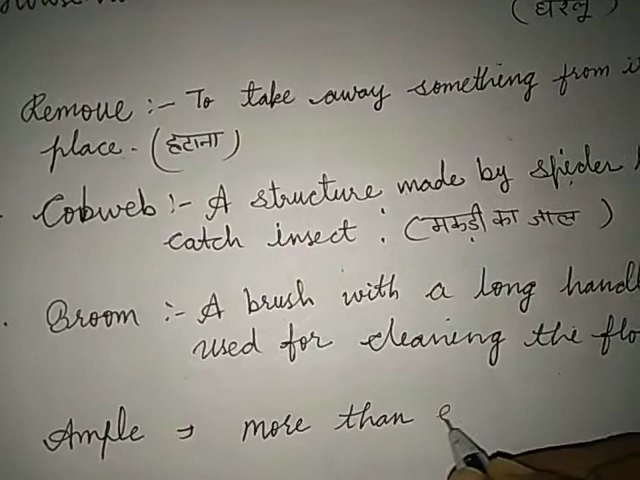 (घरेलू)
Remove :- To take away something from i
place. (हटाना)
Cobweb :- A structure made by spider
catch insect. (मकड़ी का जाल)
Broom :- A brush with a long handl
used for cleaning the flo
Ample → more than e